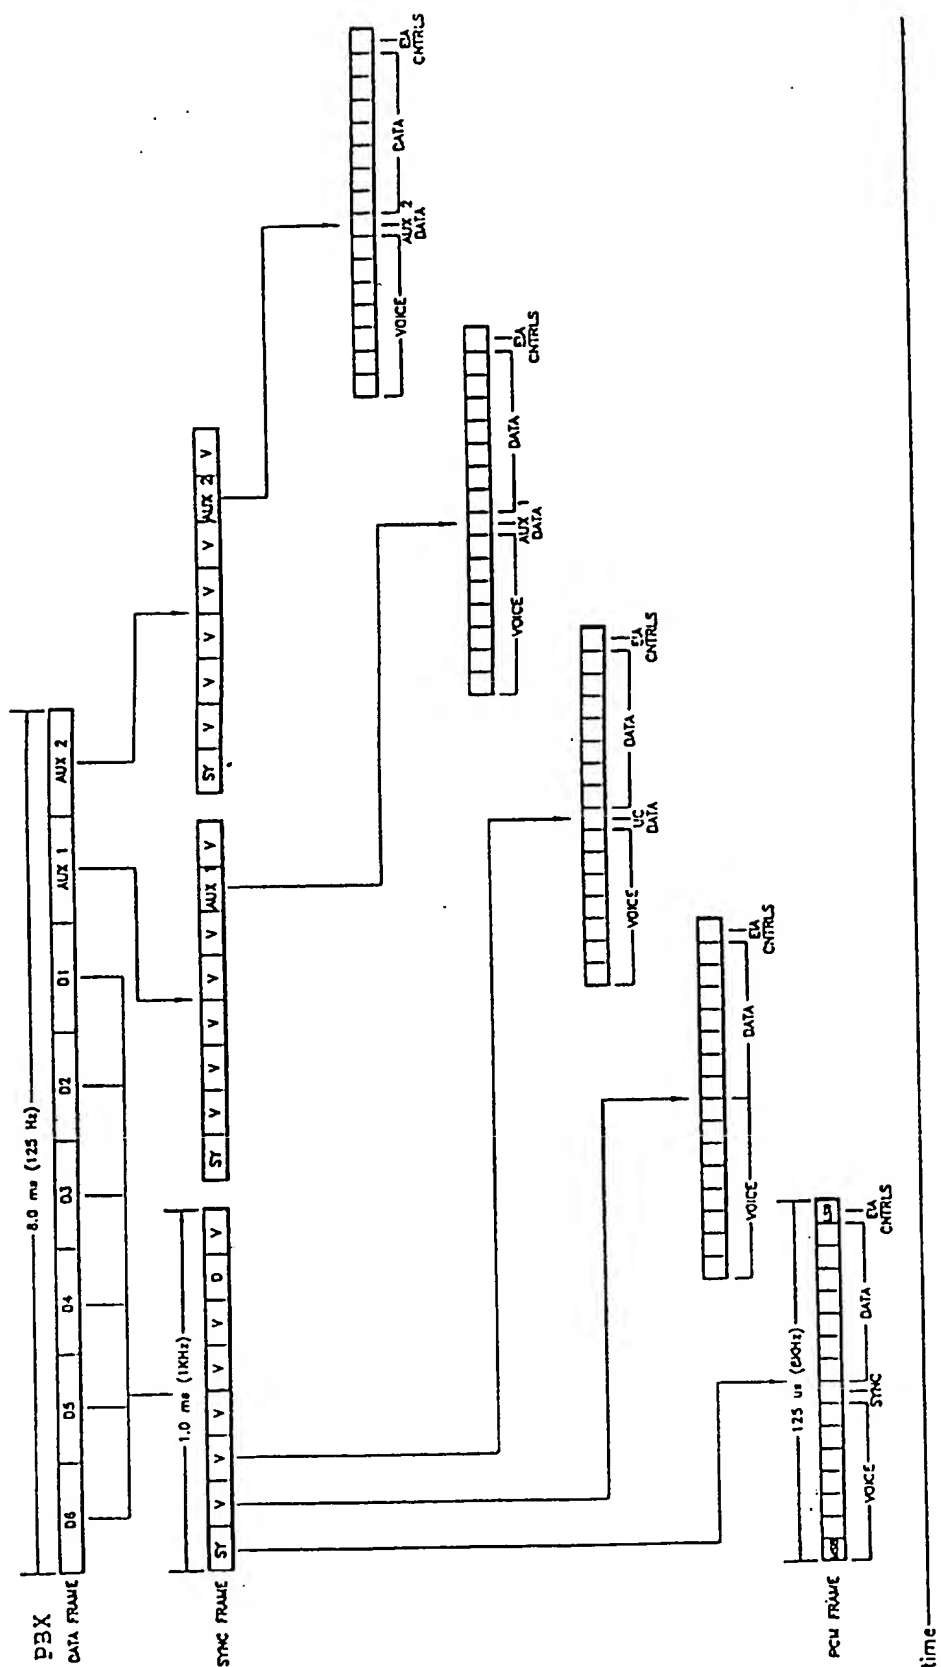 PBX
DATA FRAME
8.0 ms (125 Hz)
D6 D5 D4 D3 D2 D1 AUX 1 AUX 2
SYNC FRAME
1.0 ms (1KHz)
SY V V V V V D V
SY V V V V V AUX 1 V
SY V V V V V AUX 2 V
VOICE
AUX 2
DATA
DATA
EIA
CNTRLS
VOICE
AUX 1
DATA
DATA
EIA
CNTRLS
VOICE
UC
DATA
DATA
EIA
CNTRLS
VOICE
DATA
EIA
CNTRLS
PCM FRAME
125 us (8KHz)
LSB
VOICE
SYNC
DATA
EIA
CNTRLS
time